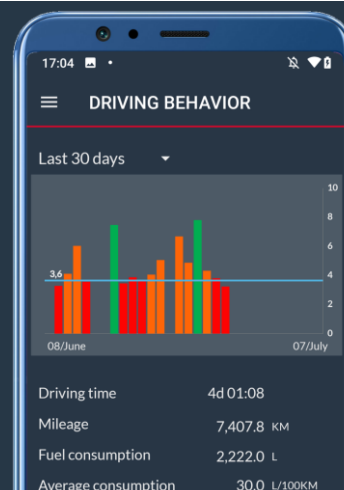 17:04
DRIVING BEHAVIOR
Last 30 days
10
8
6
3,6
4
2
0
08/June 07/July
Driving time 4d 01:08
Mileage 7,407.8 KM
Fuel consumption 2,222.0 L
Average consumption 30.0 L/100KM